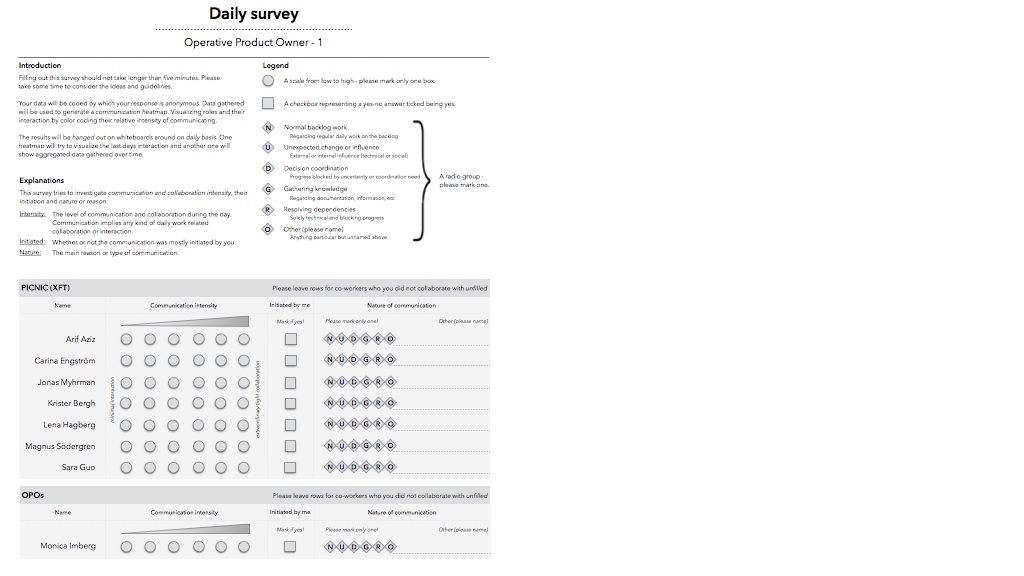 Daily survey
Operative Product Owner - 1
Introduction
Filling out this survey should not take longer than five minutes. Please
take some time to consider the ideas and guidelines.
Your data will be coded by which your response is anonymous. Data gathered
will be used to generate a communication heatmap. Visualizing roles and their
interaction by color coding their relative intensity of communicating.
The results will be hanged out on whiteboards around on daily basis. One
heatmap will try to visualize the last days interaction and another one will
show aggregated data gathered over time.
Explanations
This survey tries to investigate communication and collaboration intensity, their
initiation and nature or reason.
Intensity: The level of communication and collaboration during the day.
Communication implies any kind of daily work related
collaboration or interaction.
Initiated: Whether or not the communication was mostly initiated by you.
Nature: The main reason or type of communication.
Legend
A scale from low to high - please mark only one box.
A checkbox representing a yes-no answer ticked being yes.
N Normal backlog work
Regarding regular daily work on the backlog
U Unexpected change or influence
External or internal influence (technical or social)
D Decision coordination
Progress blocked by uncertainty or coordination need
G Gathering knowledge
Regarding documentation, information, etc
R Resolving dependencies
Solely technical and blocking progress
O Other (please name)
Anything particular but unnamed above
A radio group -
please mark one.
PICNIC (XFT) Please leave rows for co-workers who you did not collaborate with unfilled
Name Communication intensity Initiated by me Nature of communication
Mark if yes! Please mark only one! Other (please name)
minimal interaction
extraordinary tight collaboration
Arif Aziz N U D G R O
Carina Engström N U D G R O
Jonas Myhrman N U D G R O
Krister Bergh N U D G R O
Lena Hagberg N U D G R O
Magnus Södergren N U D G R O
Sara Guo N U D G R O
OPOs Please leave rows for co-workers who you did not collaborate with unfilled
Name Communication intensity Initiated by me Nature of communication
Mark if yes! Please mark only one! Other (please name)
Monica Imberg N U D G R O